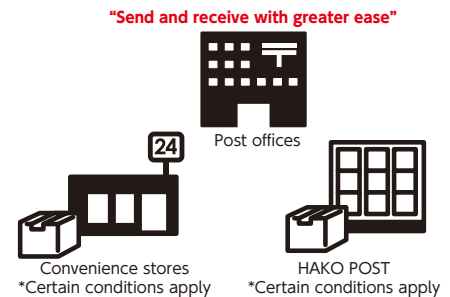 “Send and receive with greater ease”
Post offices
24
Convenience stores
*Certain conditions apply
HAKO POST
*Certain conditions apply